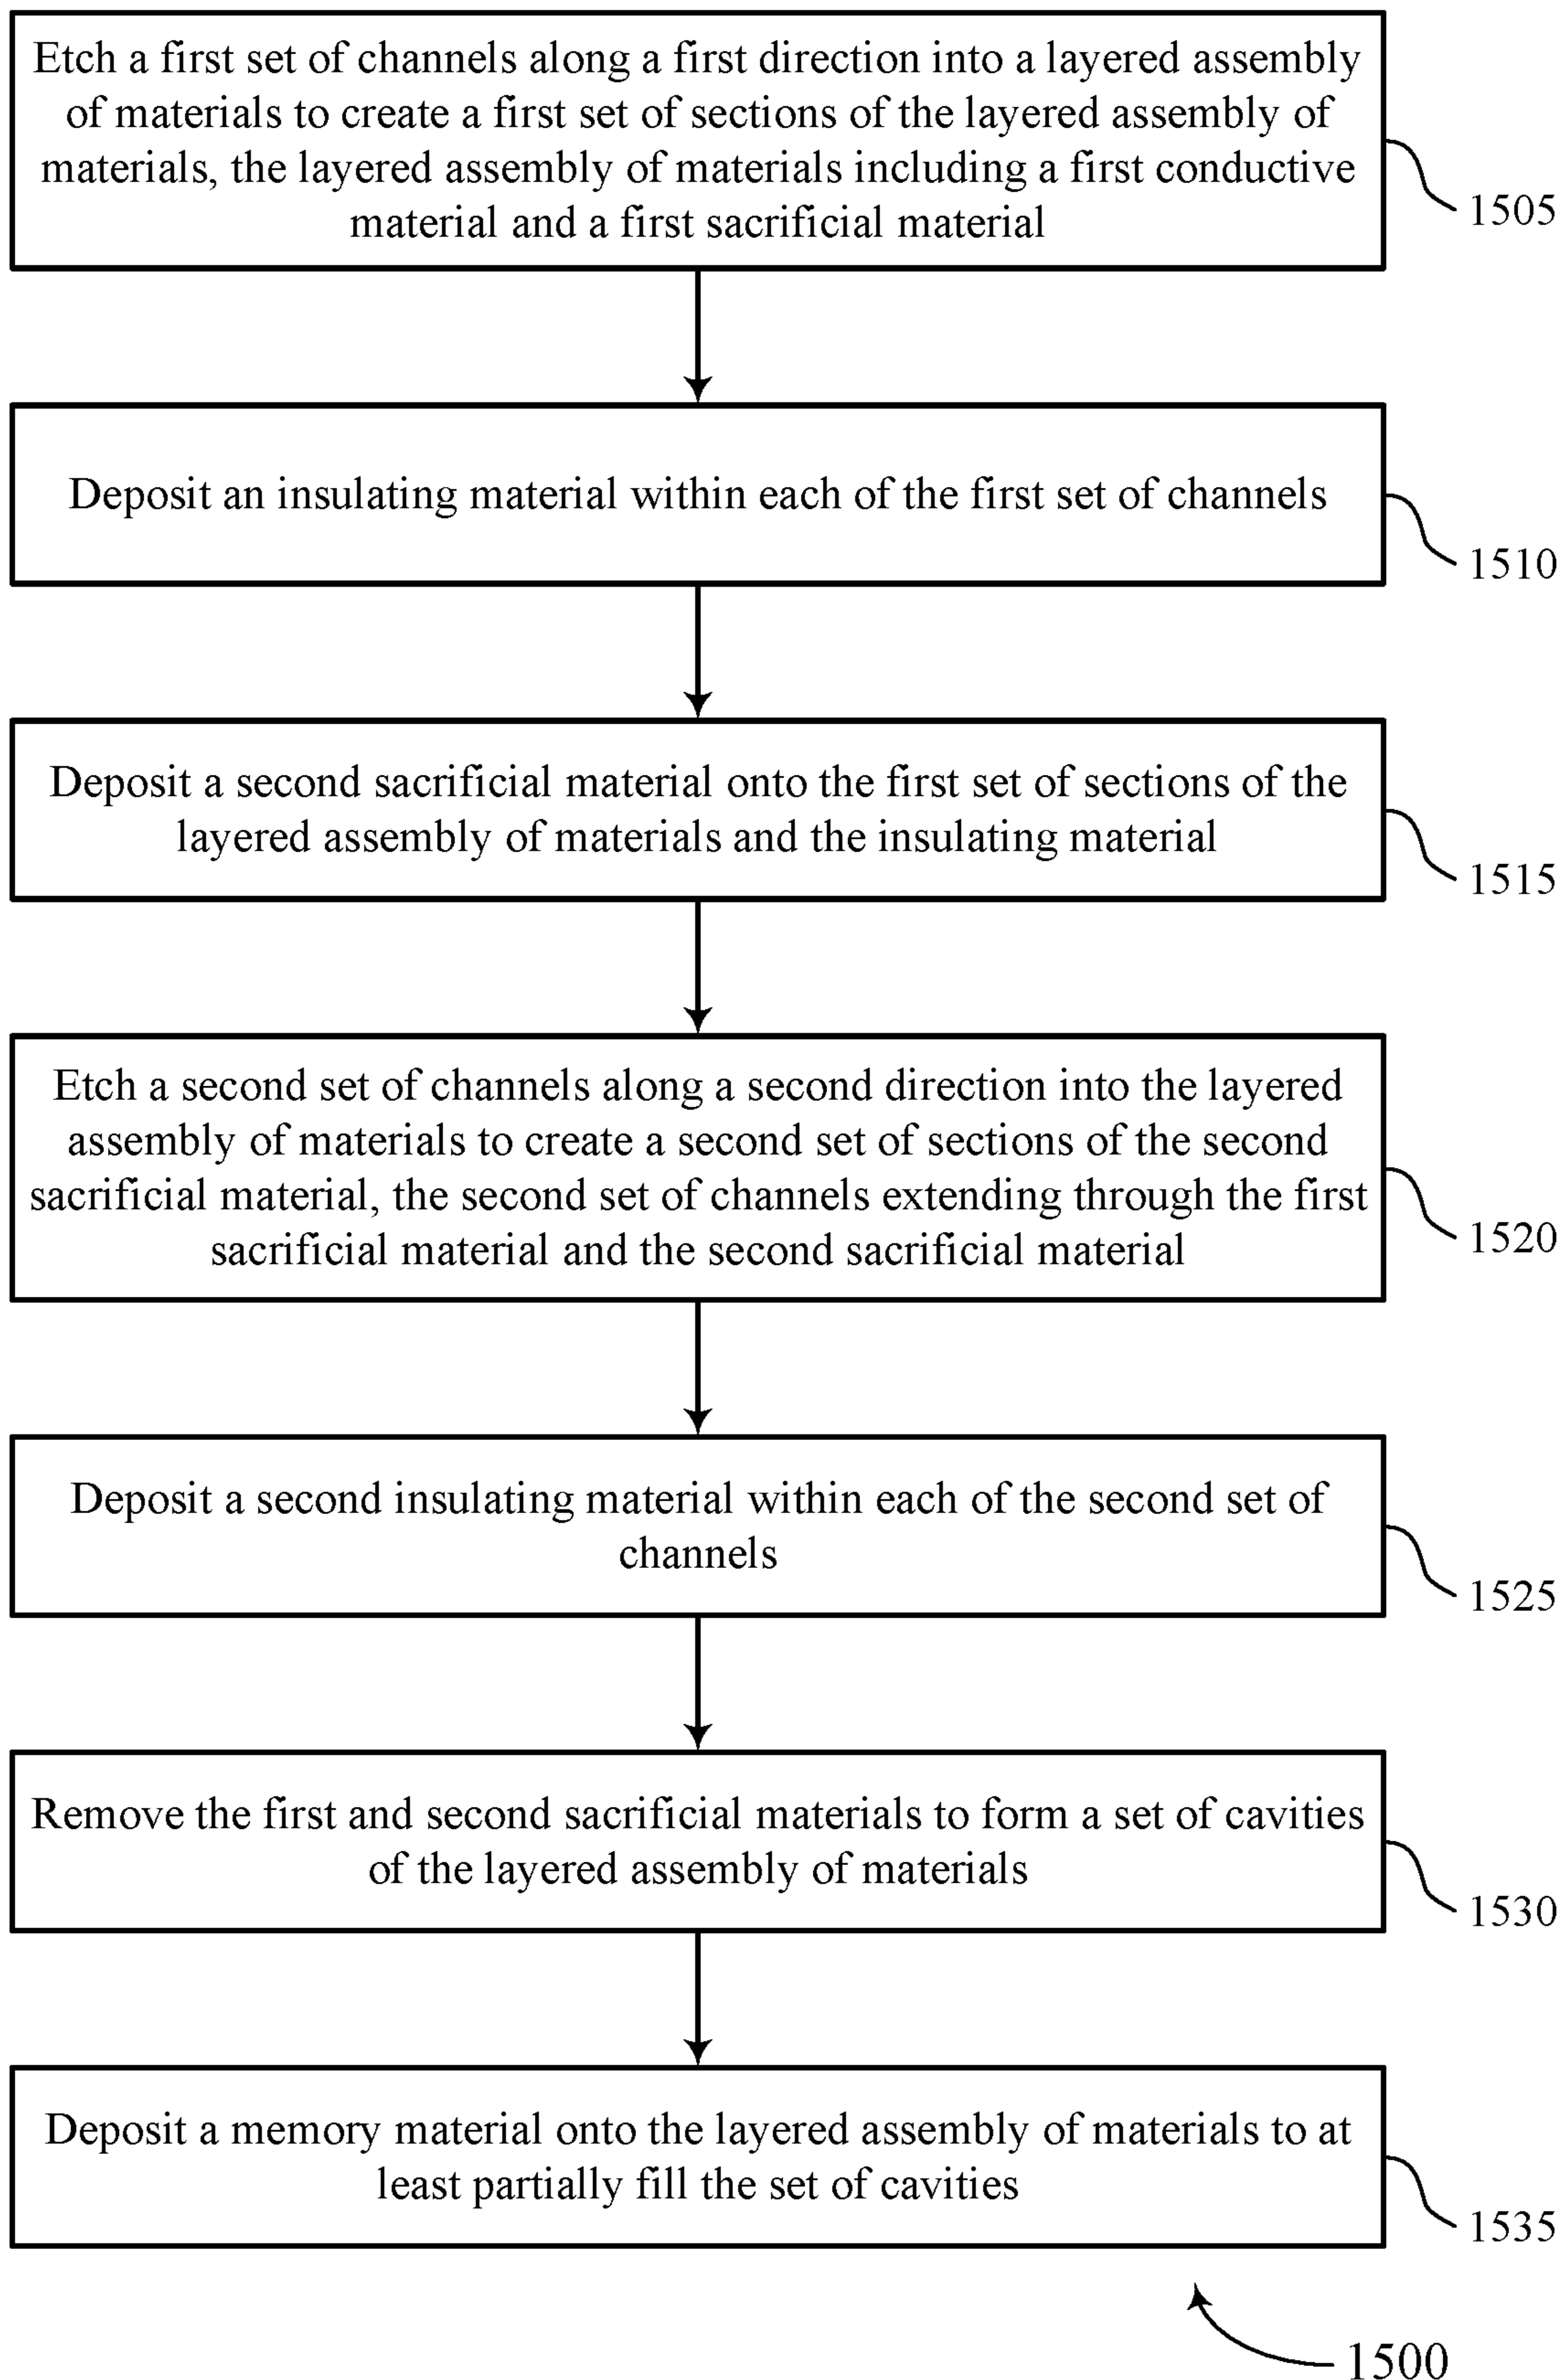 Etch a first set of channels along a first direction into a layered assembly
of materials to create a first set of sections of the layered assembly of
materials, the layered assembly of materials including a first conductive
material and a first sacrificial material
1505
Deposit an insulating material within each of the first set of channels
1510
Deposit a second sacrificial material onto the first set of sections of the
layered assembly of materials and the insulating material
1515
Etch a second set of channels along a second direction into the layered
assembly of materials to create a second set of sections of the second
sacrificial material, the second set of channels extending through the first
sacrificial material and the second sacrificial material
1520
Deposit a second insulating material within each of the second set of
channels
1525
Remove the first and second sacrificial materials to form a set of cavities
of the layered assembly of materials
1530
Deposit a memory material onto the layered assembly of materials to at
least partially fill the set of cavities
1535
1500